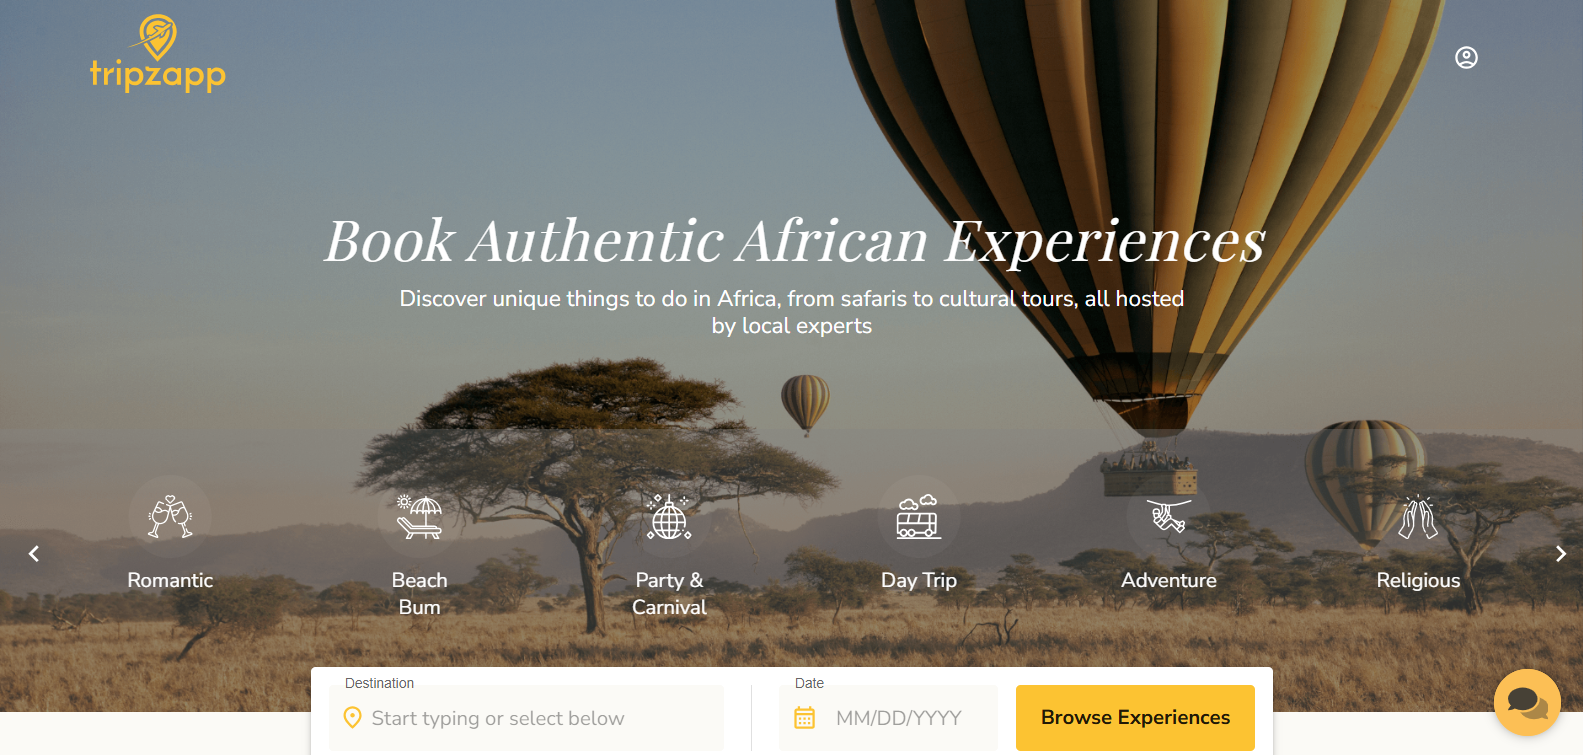 tripzapp
Book Authentic African Experiences
Discover unique things to do in Africa, from safaris to cultural tours, all hosted
by local experts
Romantic
Beach
Bum
Party &
Carnival
Day Trip
Adventure
Religious
Destination
Start typing or select below
Date
MM/DD/YYYY
Browse Experiences